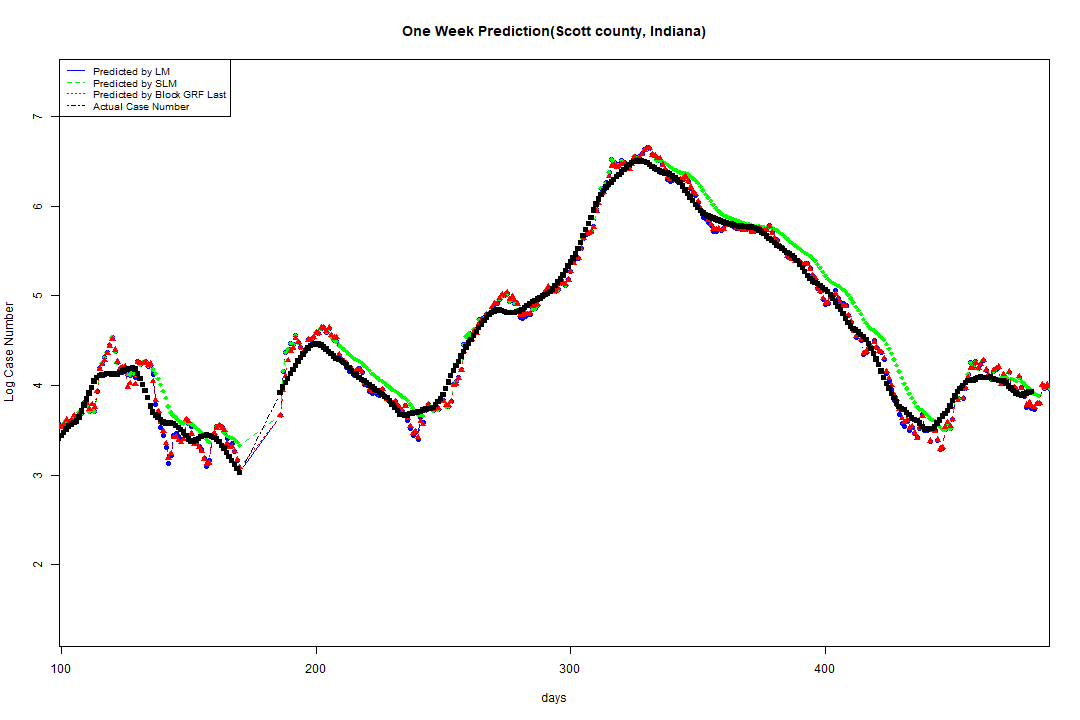 One Week Prediction(Scott county, Indiana)
Predicted by LM
Predicted by SLM
Predicted by Block GRF Last
Actual Case Number
7
6
5
4
3
2
Log Case Number
100 200 300 400
days